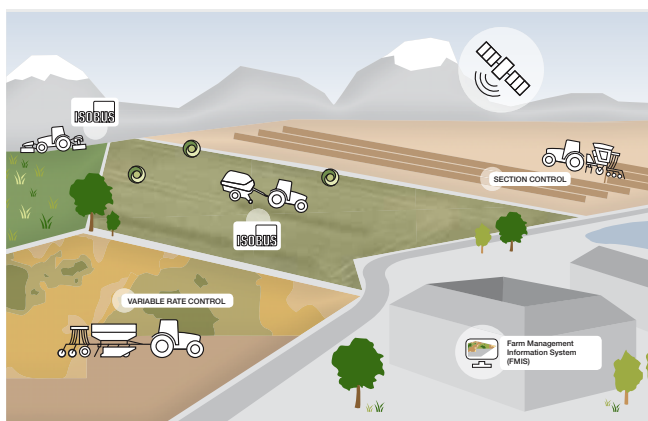 ISOBUS
SECTION CONTROL
ISOBUS
VARIABLE RATE CONTROL
Farm Management
Information System
(FMIS)